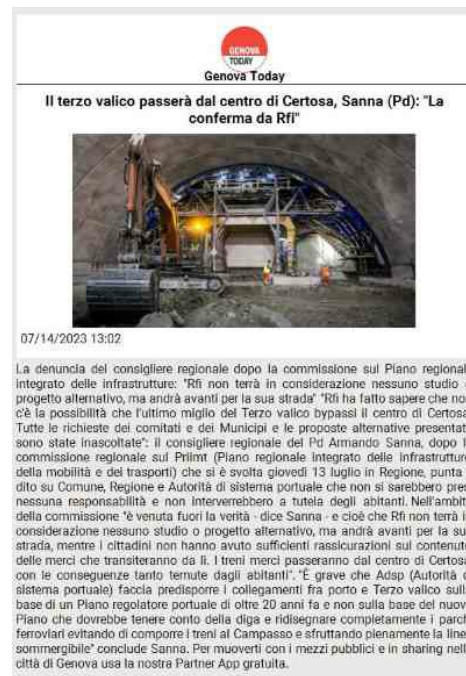 GENOVA
TODAY
Genova Today
Il terzo valico passerà dal centro di Certosa, Sanna (Pd): "La
conferma da Rfi"
07/14/2023 13:02
La denuncia del consigliere regionale dopo la commissione sul Piano regional
integrato delle infrastrutture: "Rfi non terrà in considerazione nessuno studio
progetto alternativo, ma andrà avanti per la sua strada" "Rfi ha fatto sapere che no
c'è la possibilità che l'ultimo miglio del Terzo valico bypassi il centro di Certosa
Tutte le richieste dei comitati e dei Municipi e le proposte alternative presentat
sono state inascoltate": il consigliere regionale del Pd Armando Sanna, dopo l
commissione regionale sul Priimt (Piano regionale integrato delle infrastruttur
della mobilità e dei trasporti) che si è svolta giovedì 13 luglio in Regione, punta
dito su Comune, Regione e Autorità di sistema portuale che non si sarebbero pres
nessuna responsabilità e non interverrebbero a tutela degli abitanti. Nell'ambit
della commissione "è venuta fuori la verità - dice Sanna - e cioè che Rfi non terrà i
considerazione nessuno studio o progetto alternativo, ma andrà avanti per la su
strada, mentre i cittadini non hanno avuto sufficienti rassicurazioni sul contenut
delle merci che transiteranno da lì. I treni merci passeranno dal centro di Certos
con le conseguenze tanto temute dagli abitanti". "È grave che Adsp (Autorità d
sistema portuale) faccia predisporre i collegamenti fra porto e Terzo valico sull
base di un Piano regolatore portuale di oltre 20 anni fa e non sulla base del nuov
Piano che dovrebbe tenere conto della diga e ridisegnare completamente i parch
ferroviari evitando di comporre i treni al Campasso e sfruttando pienamente la line
sommergibile" conclude Sanna. Per muoverti con i mezzi pubblici e in sharing nell
città di Genova usa la nostra Partner App gratuita.